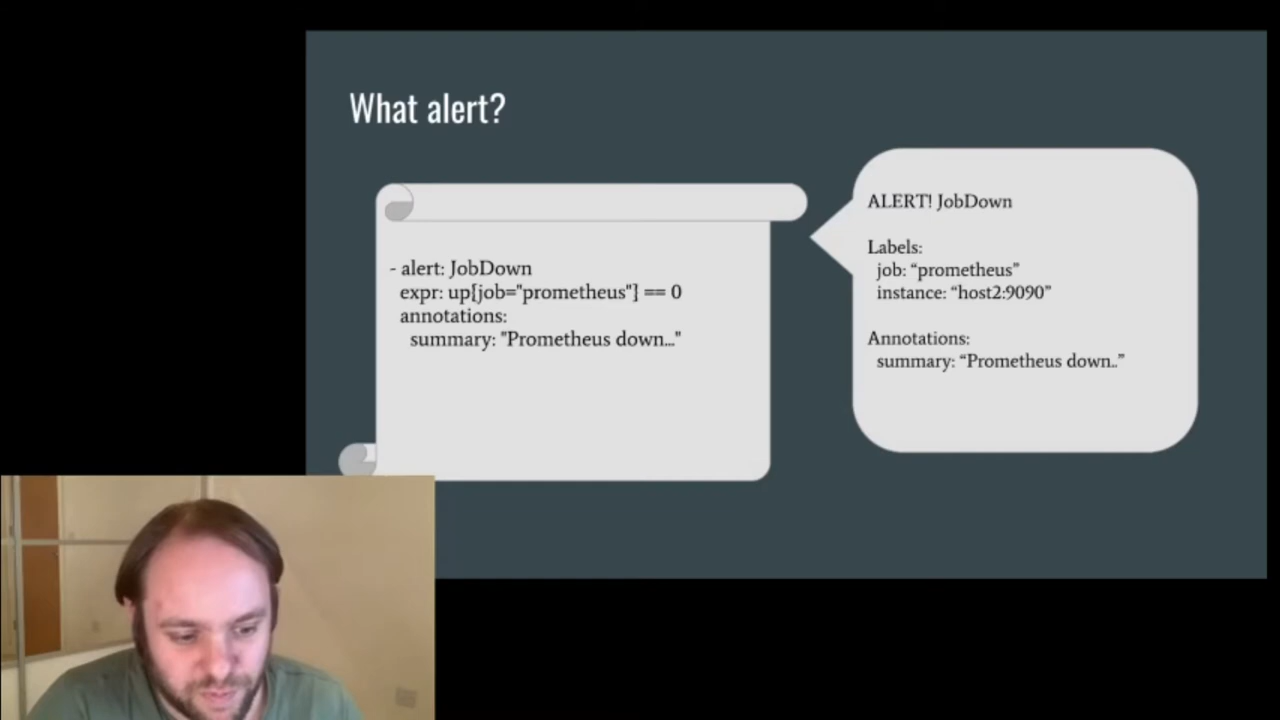 What alert?
- alert: JobDown
expr: up{job="prometheus"} == 0
annotations:
summary: "Prometheus down..."
ALERT! JobDown
Labels:
job: “prometheus”
instance: “host2:9090”
Annotations:
summary: “Prometheus down..”